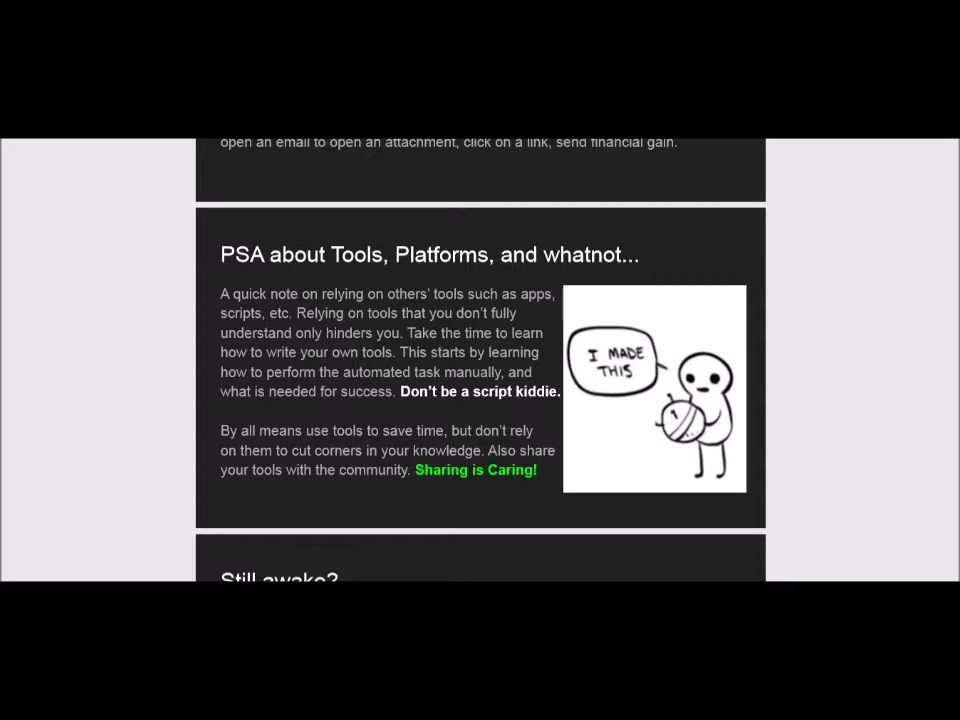 open an email to open an attachment, click on a link, send financial gain.
PSA about Tools, Platforms, and whatnot...
A quick note on relying on others' tools such as apps,
scripts, etc. Relying on tools that you don't fully
understand only hinders you. Take the time to learn
how to write your own tools. This starts by learning
how to perform the automated task manually, and
what is needed for success. Don't be a script kiddie.
By all means use tools to save time, but don't rely
on them to cut corners in your knowledge. Also share
your tools with the community. Sharing is Caring!
I MADE
THIS
Still awake?